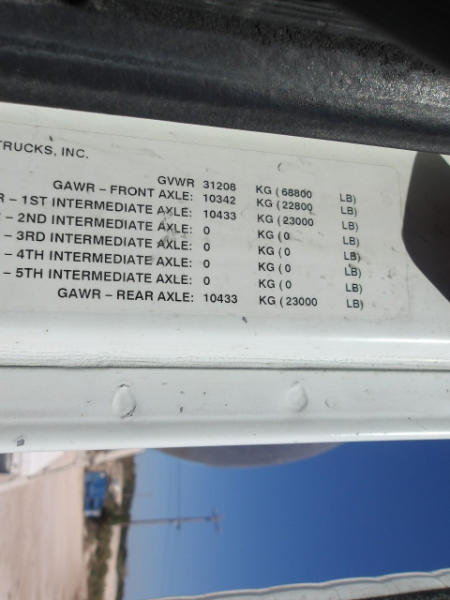 TRUCKS, INC.
GVWR 31208 KG ( 68800 LB)
GAWR – FRONT AXLE: 10342 KG ( 22800 LB)
R – 1ST INTERMEDIATE AXLE: 10433 KG ( 23000 LB)
– 2ND INTERMEDIATE AXLE: 0 KG ( 0 LB)
– 3RD INTERMEDIATE AXLE: 0 KG ( 0 LB)
– 4TH INTERMEDIATE AXLE: 0 KG ( 0 LB)
– 5TH INTERMEDIATE AXLE: 0 KG ( 0 LB)
GAWR – REAR AXLE: 10433 KG ( 23000 LB)